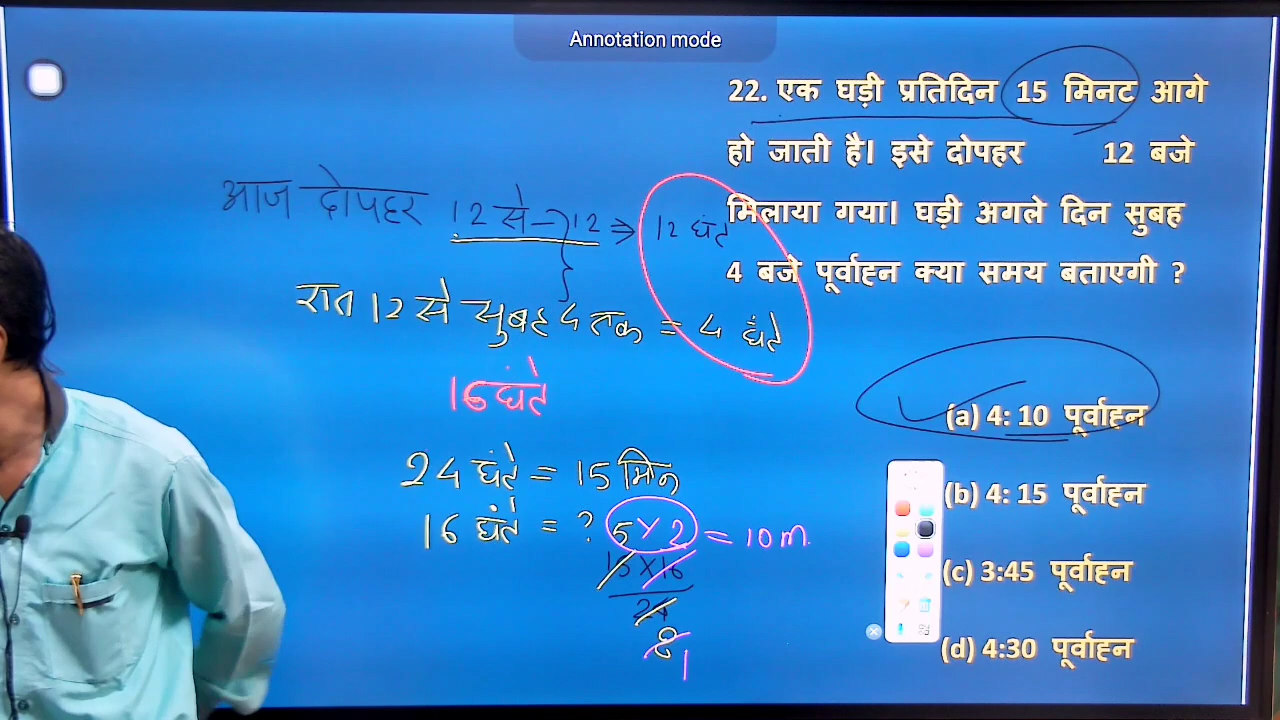 Annotation mode
22. एक घड़ी प्रतिदिन 15 मिनट आगे
हो जाती है। इसे दोपहर 12 बजे
मिलाया गया। घड़ी अगले दिन सुबह
4 बजे पूर्वाह्न क्या समय बताएगी ?
(a) 4: 10 पूर्वाह्न
(b) 4: 15 पूर्वाह्न
(c) 3:45 पूर्वाह्न
(d) 4:30 पूर्वाह्न
आज दोपहर 12 से – 12 ⇒ 12 घंटे
रात 12 से सुबह 4 तक = 4 घंटे
16 घंटे
24 घंटे = 15 मिन
16 घंटे = ? 5 × 2 = 10 m.
15 × 16
24
8
1